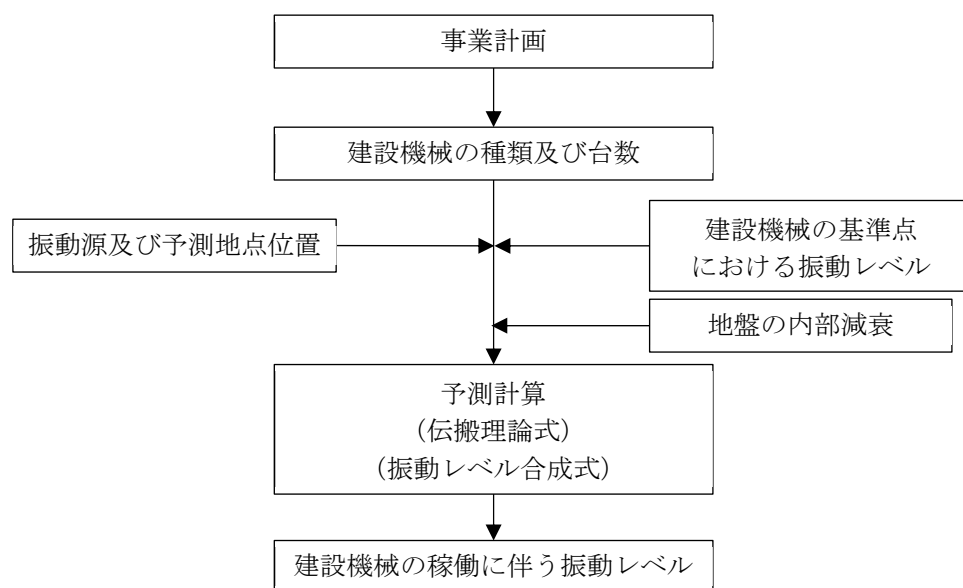 事業計画
建設機械の種類及び台数
振動源及び予測地点位置
建設機械の基準点
における振動レベル
地盤の内部減衰
予測計算
（伝搬理論式）
（振動レベル合成式）
建設機械の稼働に伴う振動レベル